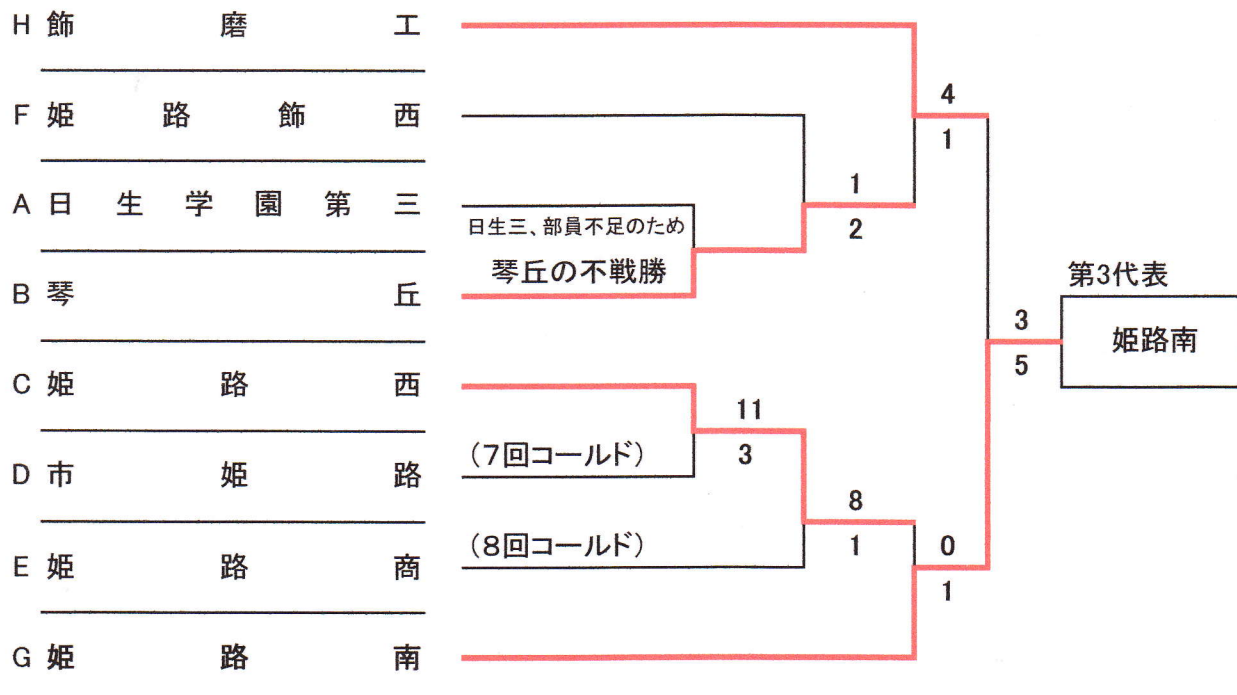 H 飾磨工
4
F 姫路飾西
1
A 日生学園第三
1
日生三、部員不足のため
2
琴丘の不戦勝
第3代表
B 琴丘
3
姫路南
5
C 姫路西
11
(7回コールド)
3
D 市姫路
8
(8回コールド)
1
0
E 姫路商
1
G 姫路南